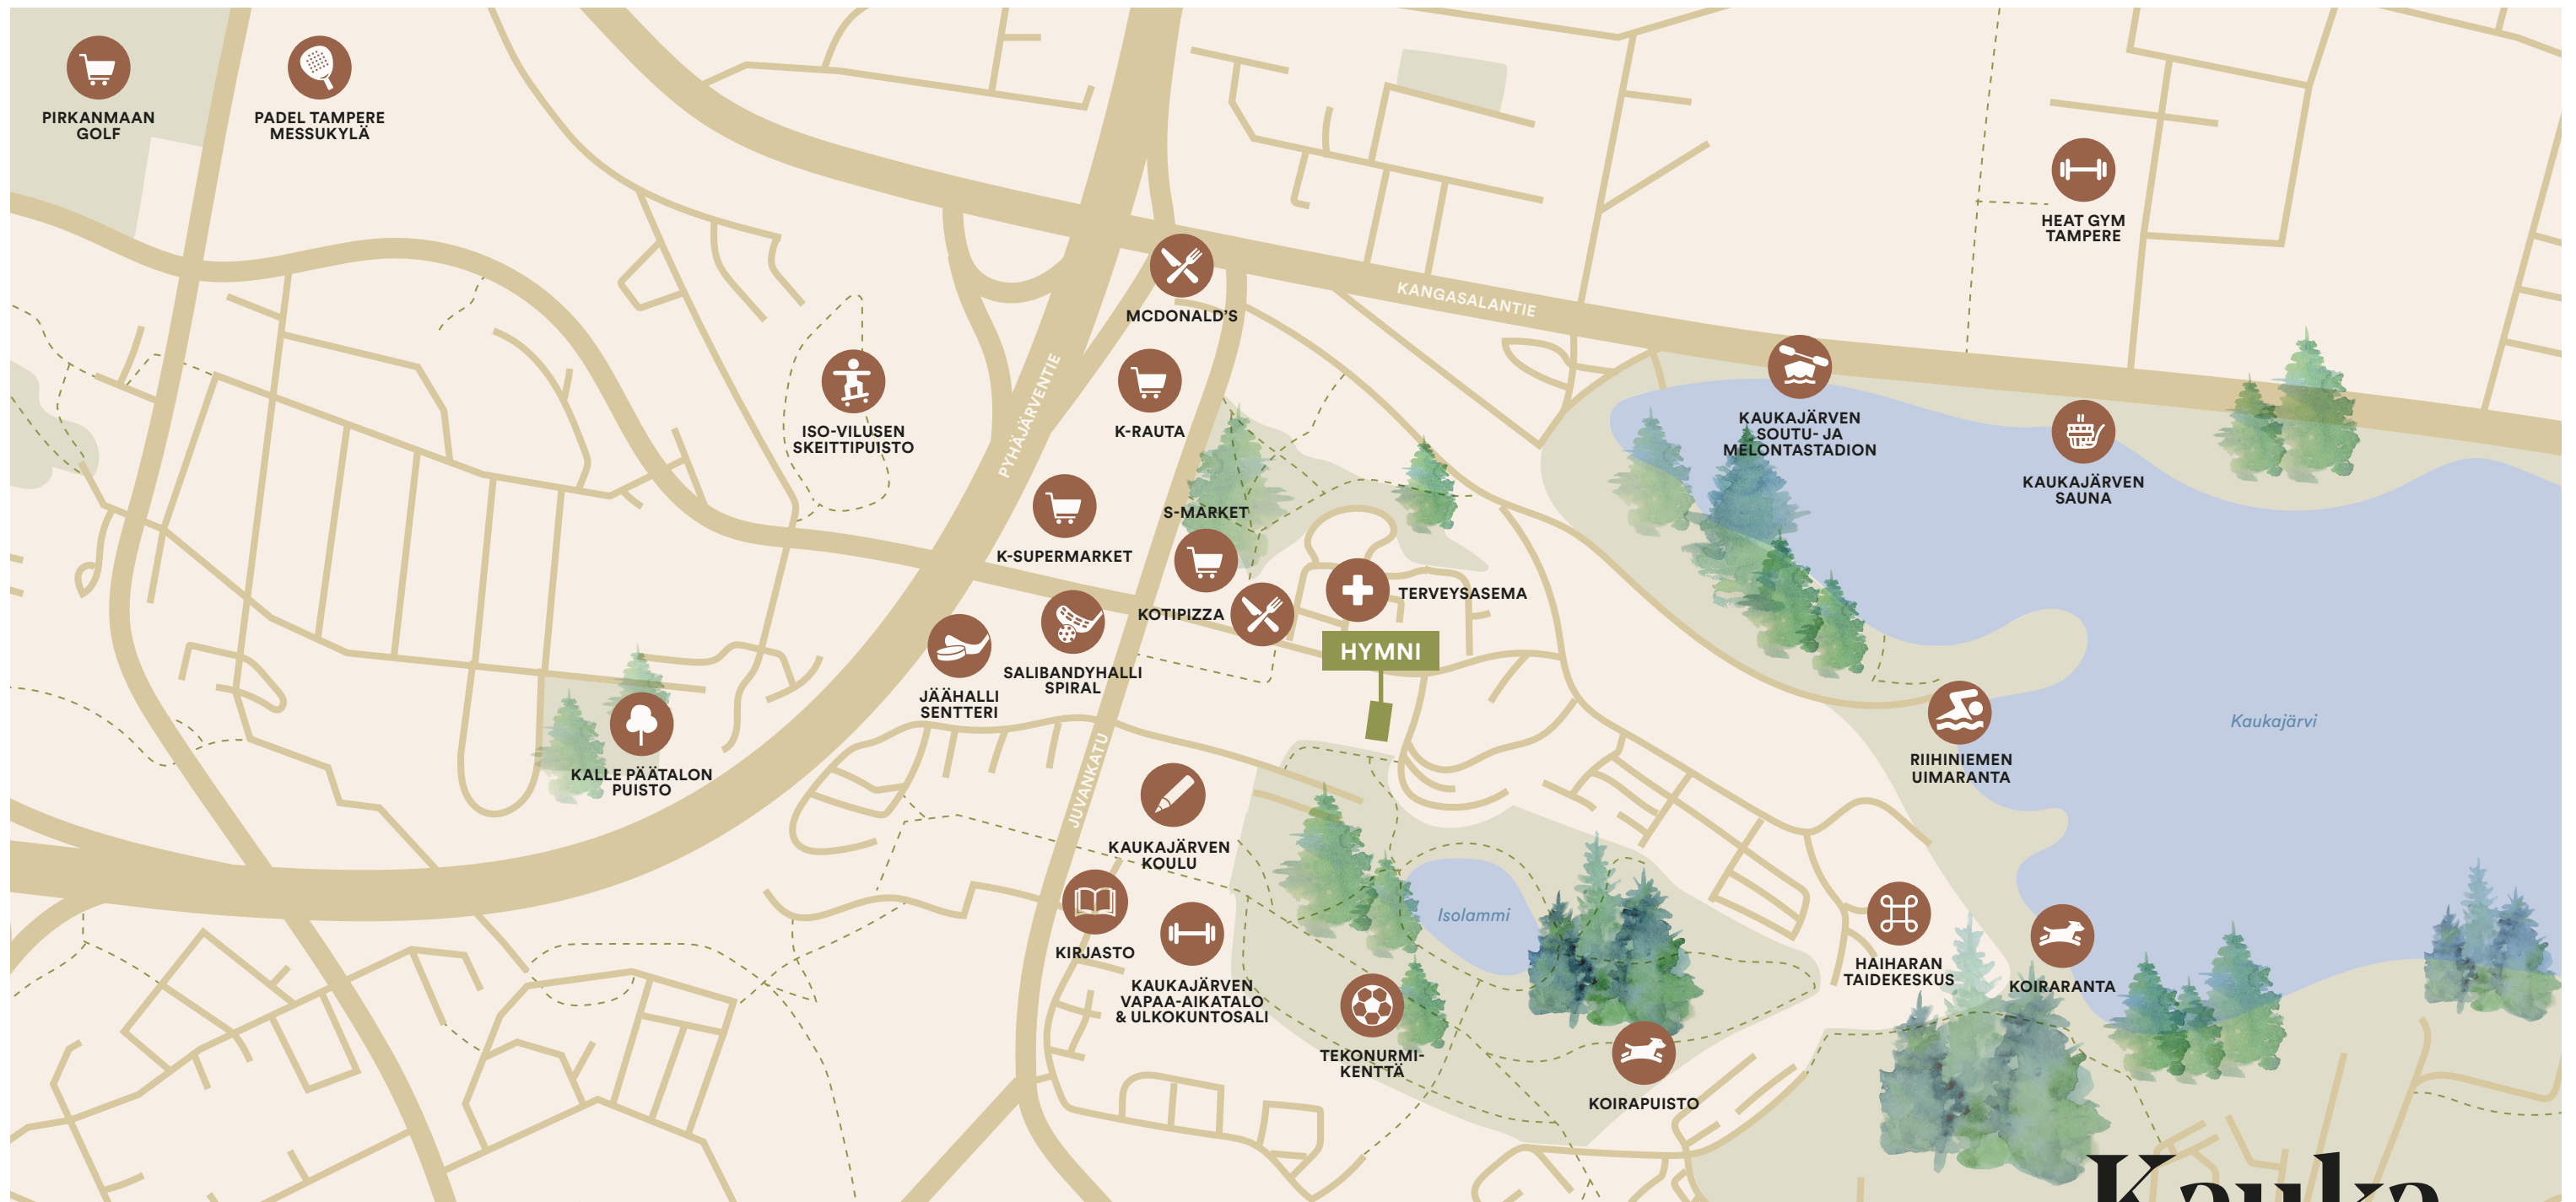 PIRKANMAAN
GOLF
PADEL TAMPERE
MESSUKYLÄ
HEAT GYM
TAMPERE
MCDONALD'S
KANGASALANTIE
ISO-VILUSEN
SKEITTIPUISTO
PYHÄJÄRVENTIE
K-RAUTA
KAUKAJÄRVEN
SOUTU- JA
MELONTASTADION
KAUKAJÄRVEN
SAUNA
S-MARKET
K-SUPERMARKET
KOTIPIZZA
TERVEYSASEMA
HYMNI
SALIBANDYHALLI
SPIRAL
JÄÄHALLI
SENTTERI
KALLE PÄÄTALON
PUISTO
JUVANKATU
Kaukajärvi
RIIHINIEMEN
UIMARANTA
KAUKAJÄRVEN
KOULU
KIRJASTO
Isolammi
KAUKAJÄRVEN
VAPAA-AIKATALO
& ULKOKUNTOSALI
HAIHARAN
TAIDEKESKUS
KOIRARANTA
TEKONURMI-
KENTTÄ
KOIRAPUISTO
Kauka